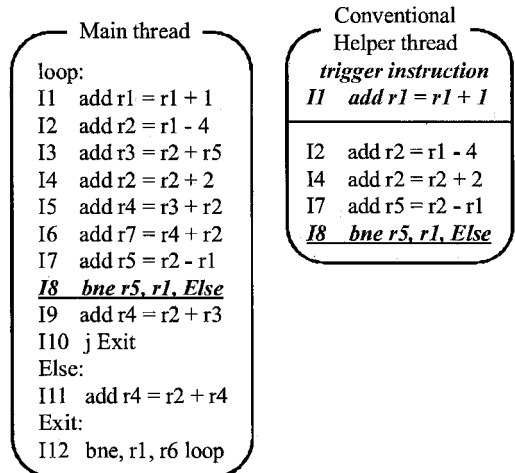 Main thread
loop:
I1 add r1 = r1 + 1
I2 add r2 = r1 - 4
I3 add r3 = r2 + r5
I4 add r2 = r2 + 2
I5 add r4 = r3 + r2
I6 add r7 = r4 + r2
I7 add r5 = r2 - r1
I8 bne r5, r1, Else
I9 add r4 = r2 + r3
I10 j Exit
Else:
I11 add r4 = r2 + r4
Exit:
I12 bne, r1, r6 loop
Conventional
Helper thread
trigger instruction
I1 add r1 = r1 + 1
I2 add r2 = r1 - 4
I4 add r2 = r2 + 2
I7 add r5 = r2 - r1
I8 bne r5, r1, Else